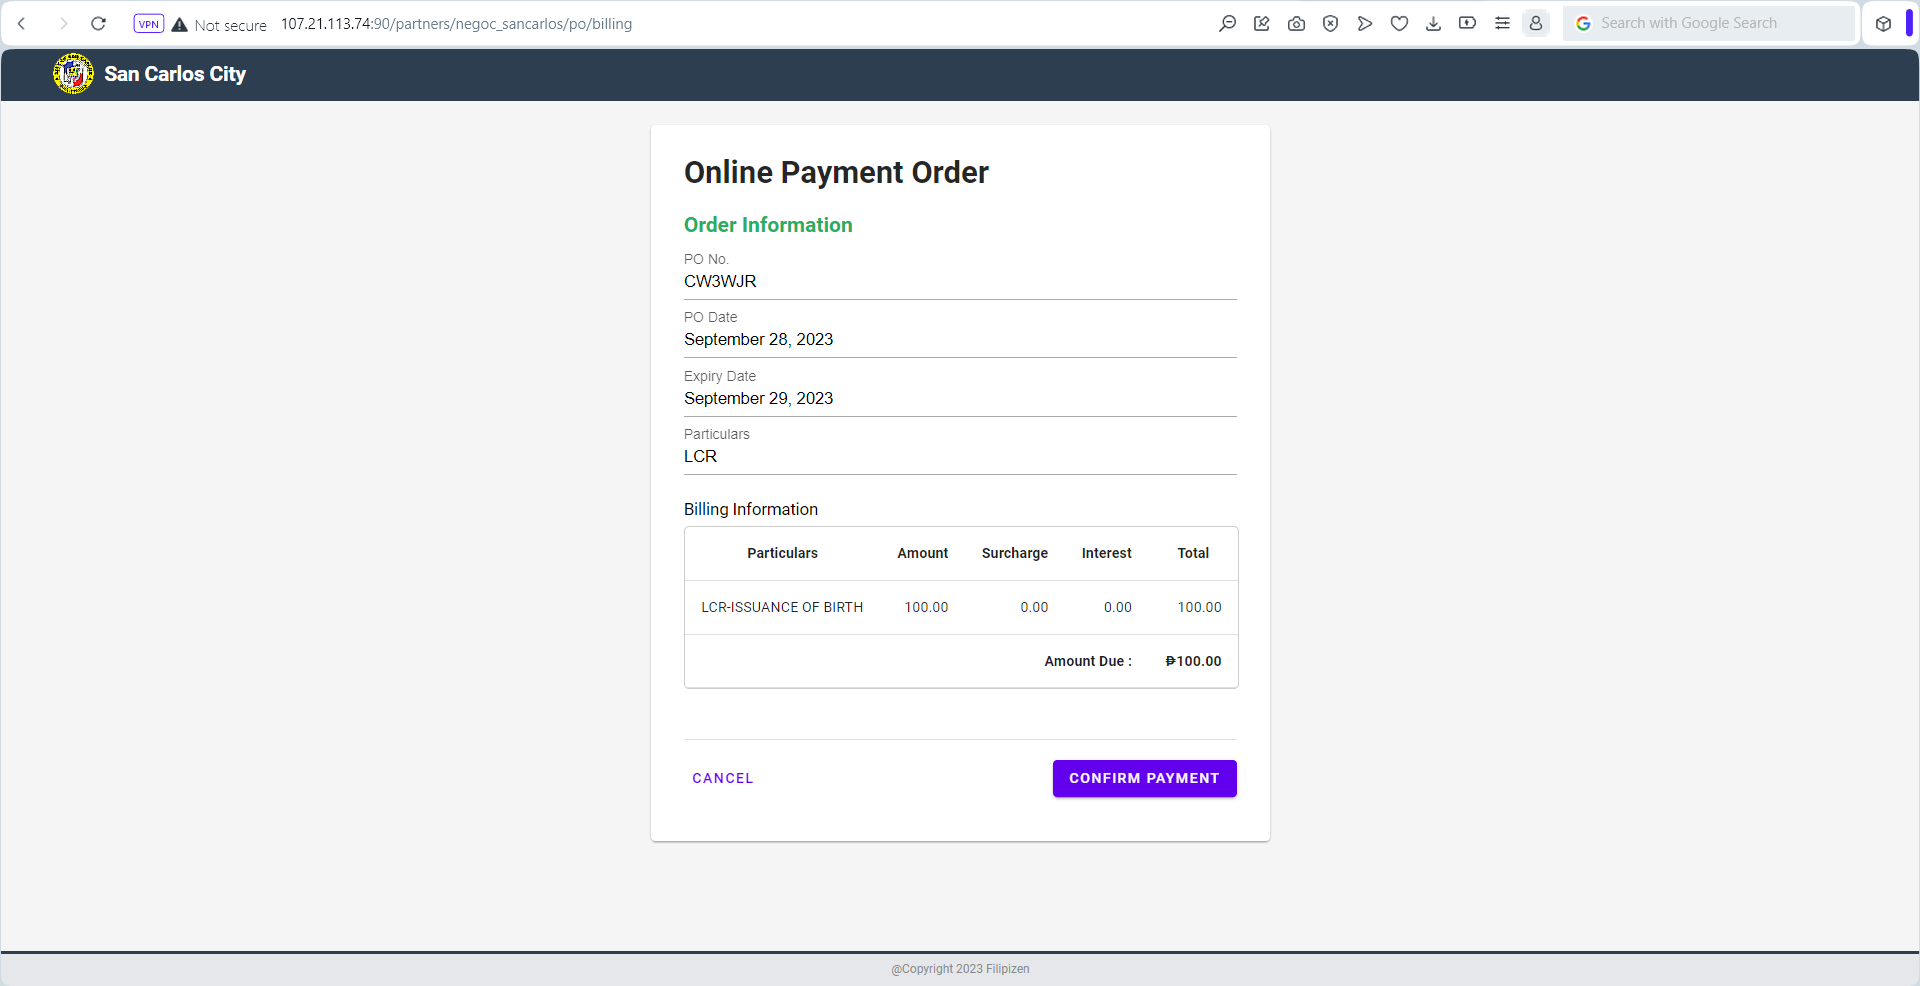 VPN
Not secure
107.21.113.74:90/partners/negoc_sancarlos/po/billing
Search with Google Search
San Carlos City
Online Payment Order
Order Information
PO No.
CW3WJR
PO Date
September 28, 2023
Expiry Date
September 29, 2023
Particulars
LCR
Billing Information
Particulars Amount Surcharge Interest Total
LCR-ISSUANCE OF BIRTH 100.00 0.00 0.00 100.00
Amount Due : ₱100.00
CANCEL
CONFIRM PAYMENT
@Copyright 2023 Filipizen